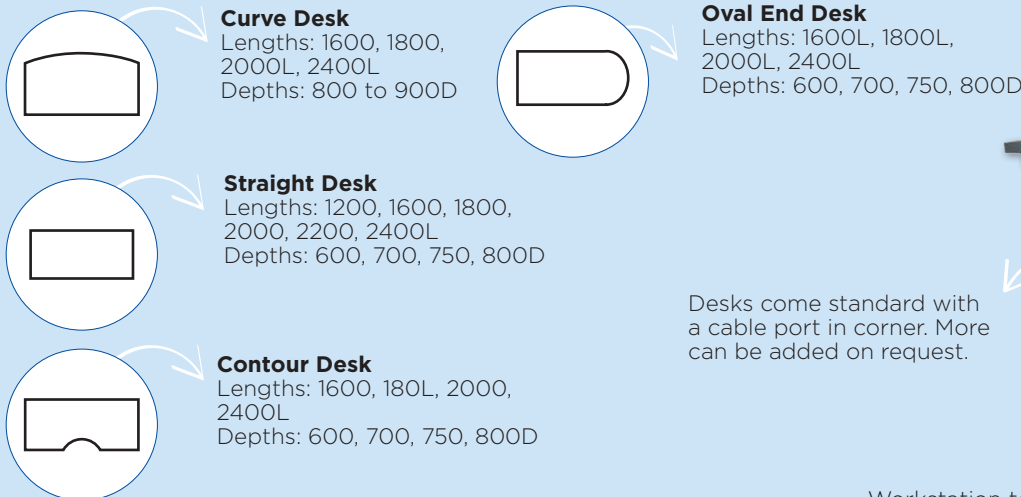 Curve Desk
Lengths: 1600, 1800,
2000L, 2400L
Depths: 800 to 900D
Oval End Desk
Lengths: 1600L, 1800L,
2000L, 2400L
Depths: 600, 700, 750, 800D
Straight Desk
Lengths: 1200, 1600, 1800,
2000, 2200, 2400L
Depths: 600, 700, 750, 800D
Desks come standard with
a cable port in corner. More
can be added on request.
Contour Desk
Lengths: 1600, 180L, 2000,
2400L
Depths: 600, 700, 750, 800D